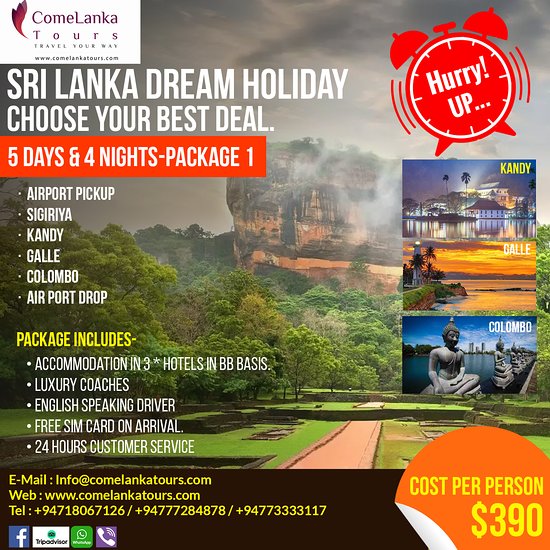 ComeLanka
Tours
TRAVEL YOUR WAY
www.comelankatours.com
Hurry!
UP...
SRI LANKA DREAM HOLIDAY
CHOOSE YOUR BEST DEAL.
5 DAYS & 4 NIGHTS-PACKAGE 1
· AIRPORT PICKUP
· SIGIRIYA
· KANDY
· GALLE
· COLOMBO
· AIR PORT DROP
KANDY
GALLE
COLOMBO
PACKAGE INCLUDES-
• ACCOMMODATION IN 3 * HOTELS IN BB BASIS.
• LUXURY COACHES
• ENGLISH SPEAKING DRIVER
• FREE SIM CARD ON ARRIVAL.
• 24 HOURS CUSTOMER SERVICE
E-Mail : Info@comelankatours.com
Web : www.comelankatours.com
Tel : +94718067126 / +94777284878 / +94773333117
Tripadvisor
WhatsApp
COST PER PERSON
$390